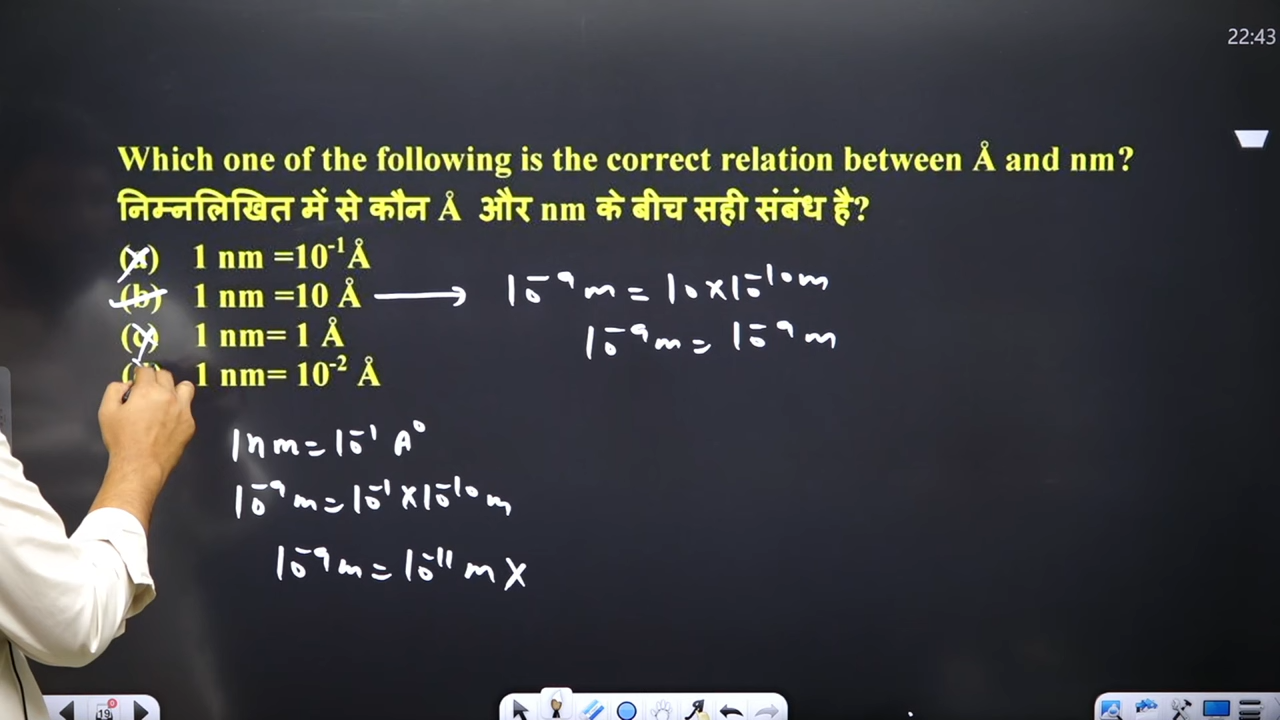 22:43
Which one of the following is the correct relation between Å and nm?
निम्नलिखित में से कौन Å और nm के बीच सही संबंध है?
(a) 1 nm =10⁻¹Å
(b) 1 nm =10 Å
10⁻⁹m = 10×10⁻¹⁰m
(c) 1 nm= 1 Å
10⁻⁹m = 10⁻⁹m
1 nm= 10⁻² Å
1nm = 10⁻¹ A⁰
10⁻⁹m = 10⁻¹×10⁻¹⁰m
10⁻⁹m = 10⁻¹¹m X
19